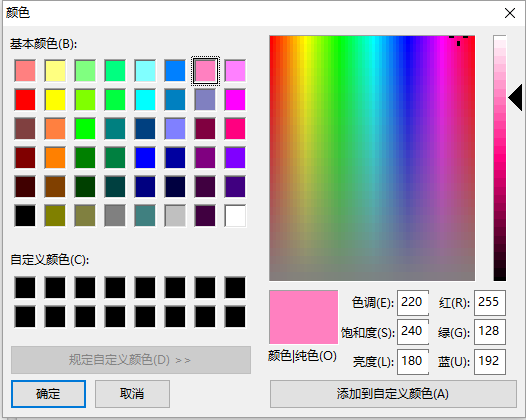 颜色
基本颜色(B):
自定义颜色(C):
规定自定义颜色(D) >>
确定
取消
颜色|纯色(O)
色调(E): 220
红(R): 255
饱和度(S): 240
绿(G): 128
亮度(L): 180
蓝(U): 192
添加到自定义颜色(A)